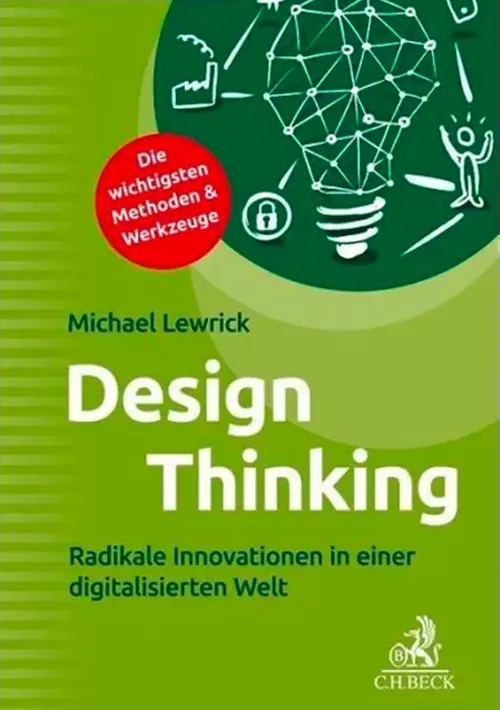 Die
wichtigsten
Methoden &
Werkzeuge
Michael Lewrick
Design
Thinking
Radikale Innovationen in einer
digitalisierten Welt
B
C.H.BECK